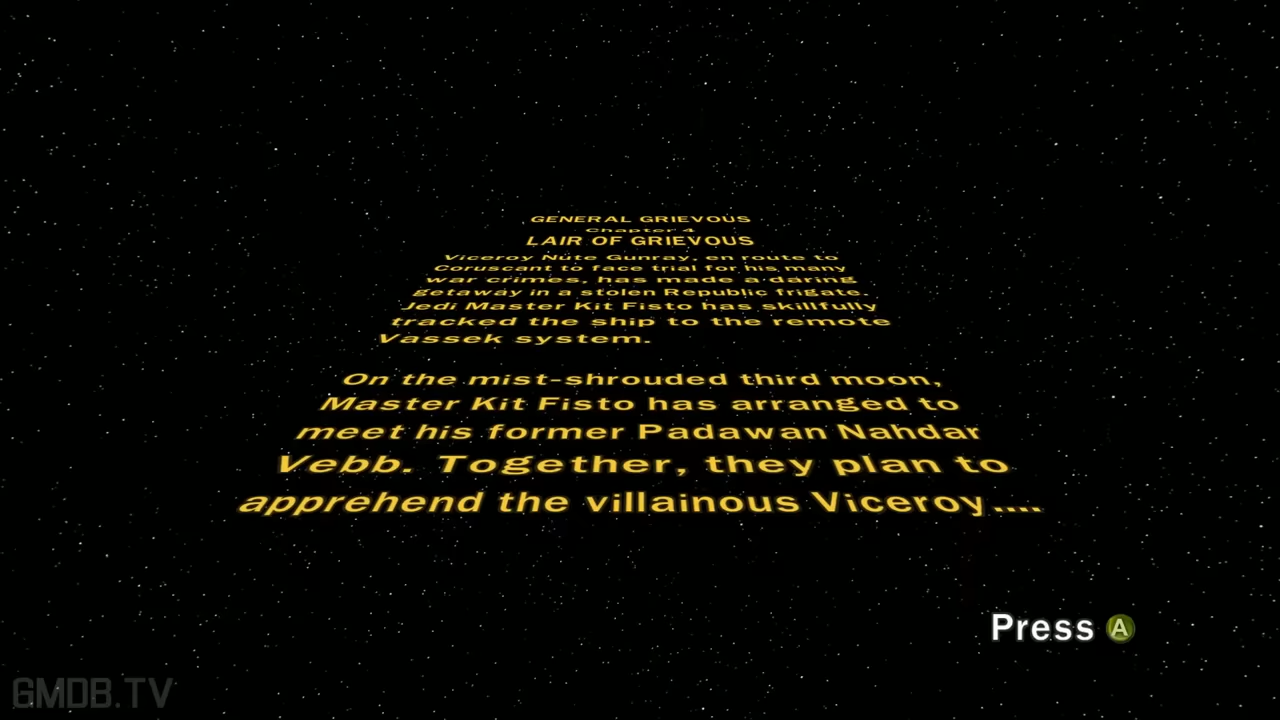 GENERAL GRIEVOUS
Chapter 4
LAIR OF GRIEVOUS
Viceroy Nute Gunray, en route to
Coruscant to face trial for his many
war crimes, has made a daring
getaway in a stolen Republic frigate.
Jedi Master Kit Fisto has skillfully
tracked the ship to the remote
Vassek system.
On the mist-shrouded third moon,
Master Kit Fisto has arranged to
meet his former Padawan Nahdar
Vebb. Together, they plan to
apprehend the villainous Viceroy....
Press A
GMDB.TV